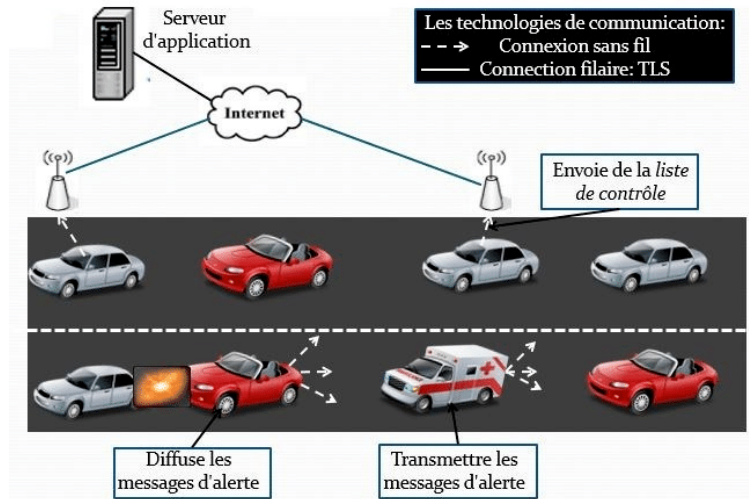 Serveur
d'application
Les technologies de communication:
Connexion sans fil
Connection filaire: TLS
Internet
Envoie de la liste
de contrôle
Diffuse les
messages d'alerte
Transmettre les
messages d'alerte